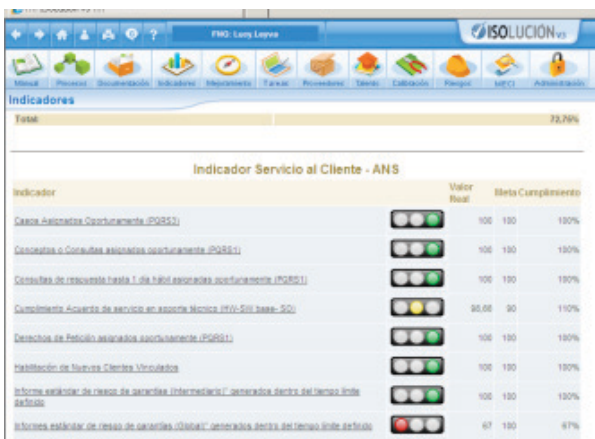 FNG: Lucy Leyva
ISOLUCIÓN V3
Manual Procesos Documentación Indicadores Mejoramiento Tareas Proveedores Talento Calibración Riesgos MECI Administración
Indicadores
Total: 72,76%
Indicador Servicio al Cliente - ANS
Indicador Valor Real Meta Cumplimiento
Casos Asignados Oportunamente (PQRS3) 100 100 100%
Conceptos o Consultas asignados oportunamente (PQRS1) 100 100 100%
Consultas de respuesta hasta 1 día hábil asignadas oportunamente (PQRS1) 100 100 100%
Cumplimiento Acuerdo de servicio en soporte técnico (HW-SW base- SO) 98,66 90 110%
Derechos de Petición asignados oportunamente (PQRS1) 100 100 100%
Habilitación de Nuevos Clientes Vinculados 100 100 100%
Informe estándar de riesgo de garantías (Intermediario)" generados dentro del tiempo límite
definido 100 100 100%
Informes estándar de riesgo de garantías (Global)" generados dentro del tiempo límite definido 67 100 67%